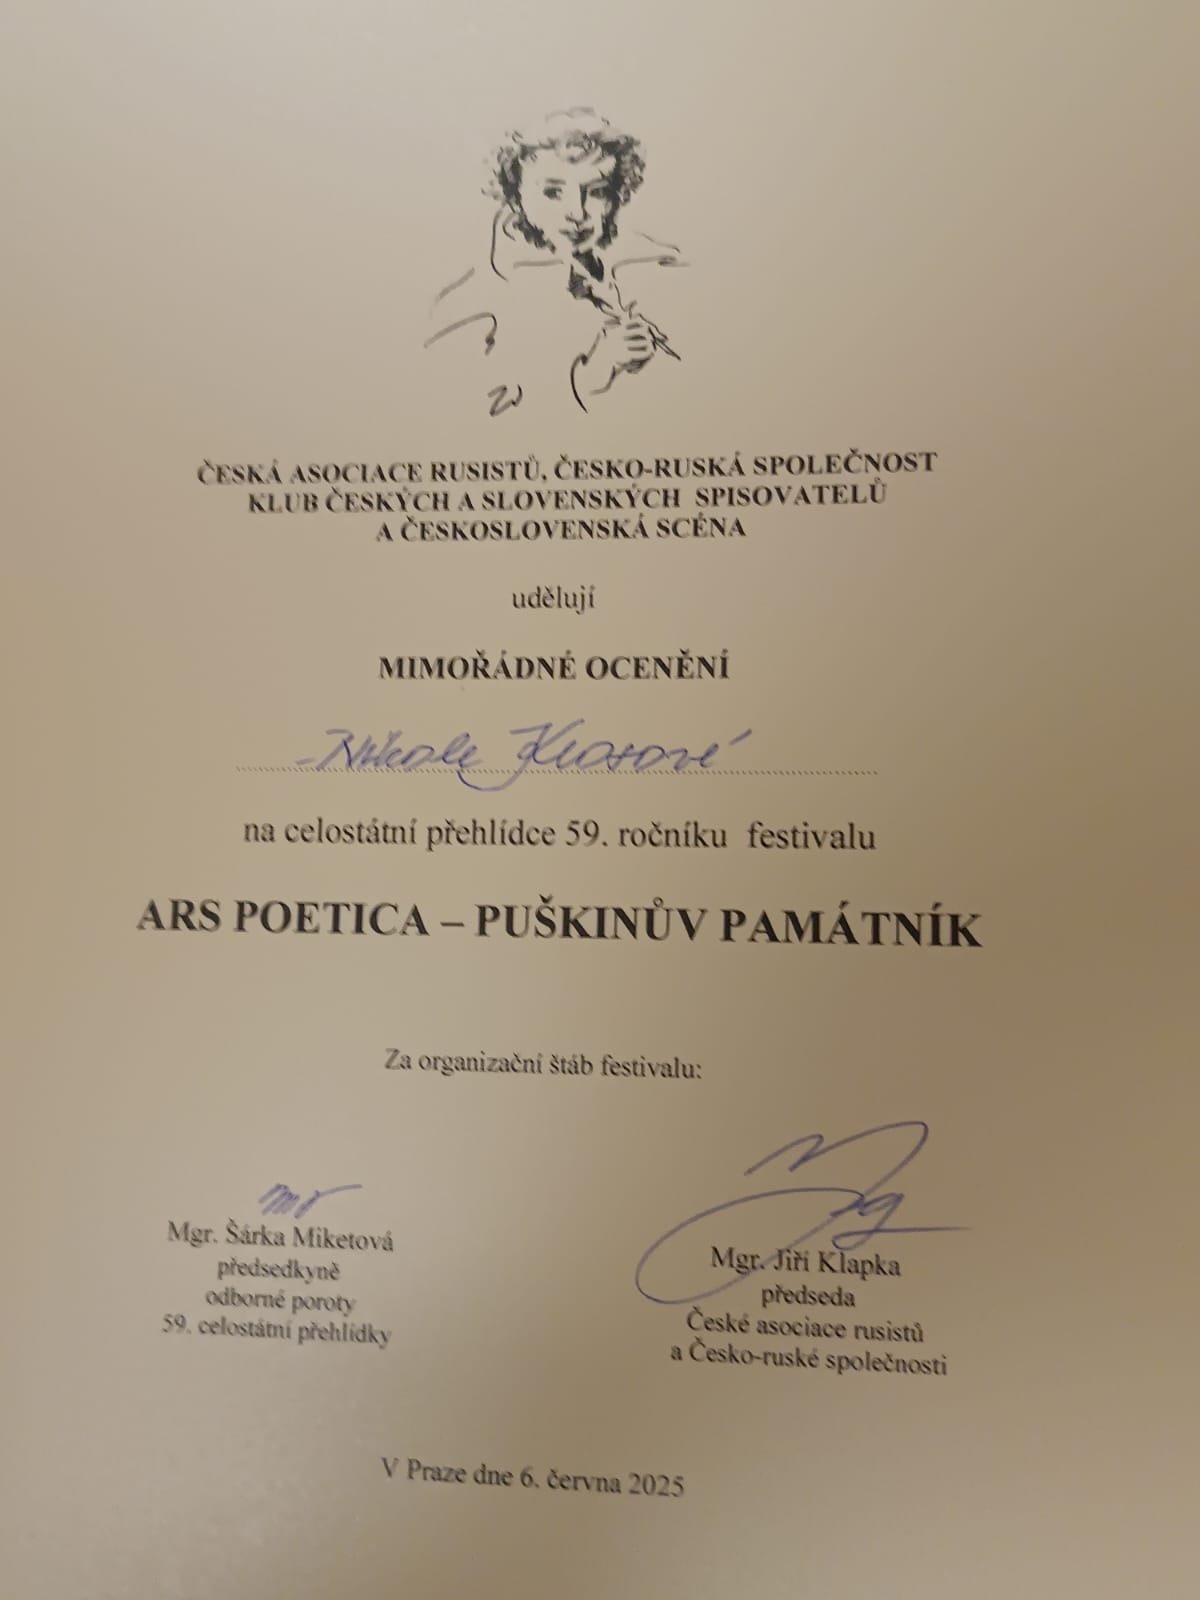 ČESKÁ ASOCIACE RUSISTŮ, ČESKO-RUSKÁ SPOLEČNOST
KLUB ČESKÝCH A SLOVENSKÝCH SPISOVATELŮ
A ČESKOSLOVENSKÁ SCÉNA
udělují
MIMOŘÁDNÉ OCENĚNÍ
Nikole
na celostátní přehlídce 59. ročníku festivalu
ARS POETICA – PUŠKINŮV PAMÁTNÍK
Za organizační štáb festivalu:
Mgr. Šárka Miketová
předsedkyně
odborné poroty
59. celostátní přehlídky
Mgr. Jiří Klapka
předseda
České asociace rusistů
a Česko-ruské společnosti
V Praze dne 6. června 2025